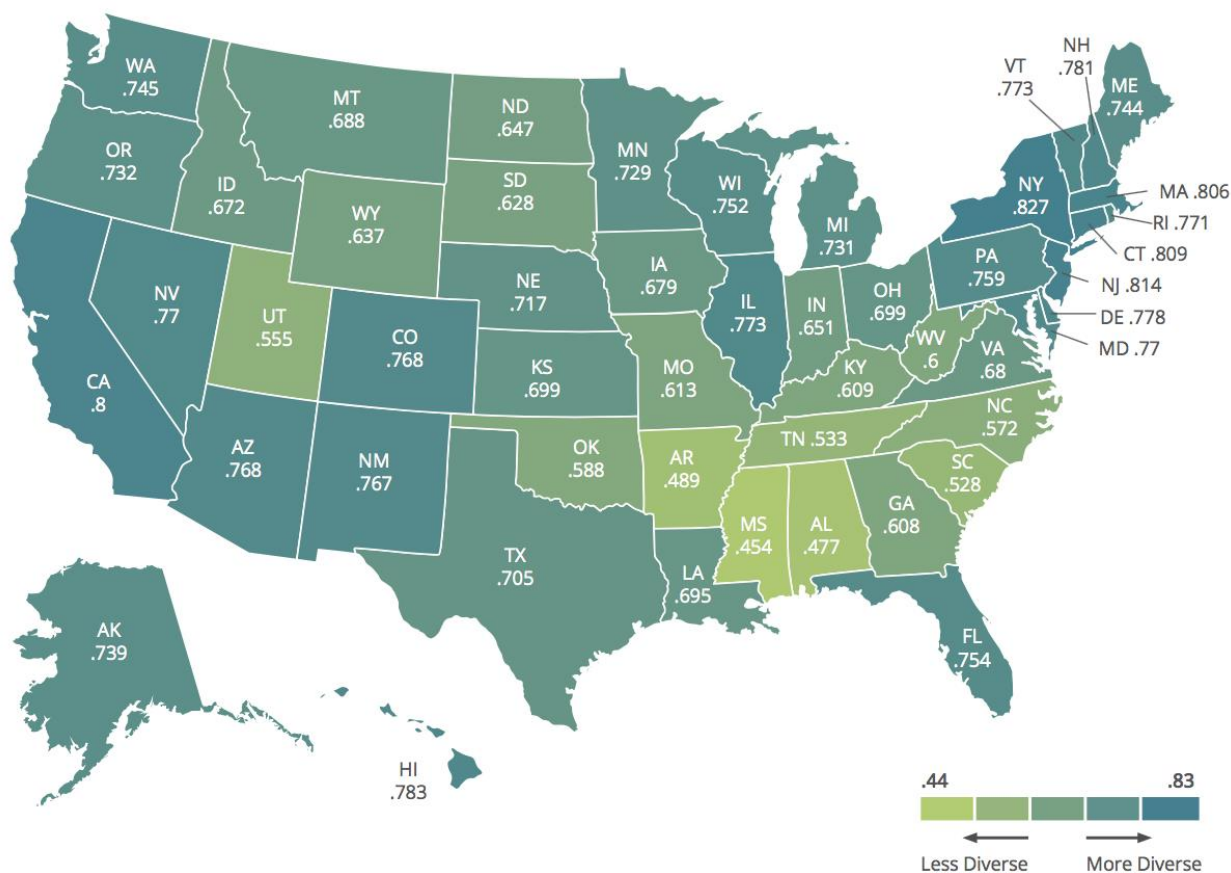 WA
.745
OR
.732
CA
.8
NV
.77
ID
.672
MT
.688
WY
.637
UT
.555
CO
.768
AZ
.768
NM
.767
ND
.647
SD
.628
NE
.717
KS
.699
OK
.588
TX
.705
MN
.729
IA
.679
MO
.613
AR
.489
LA
.695
WI
.752
IL
.773
MI
.731
IN
.651
OH
.699
KY
.609
TN .533
MS
.454
AL
.477
GA
.608
FL
.754
SC
.528
NC
.572
VA
.68
WV
.6
PA
.759
NY
.827
VT
.773
NH
.781
ME
.744
MA .806
RI .771
CT .809
NJ .814
DE .778
MD .77
AK
.739
HI
.783
.44
.83
Less Diverse
More Diverse